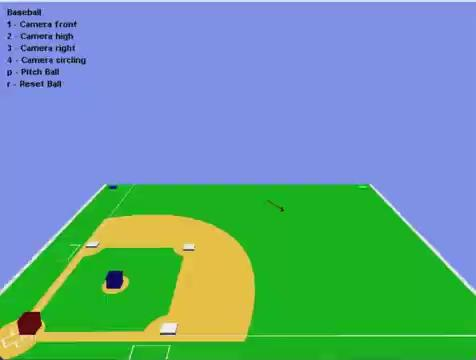 Baseball
1 - Camera front
2 - Camera high
3 - Camera right
4 - Camera circling
p - Pitch Ball
r - Reset Ball